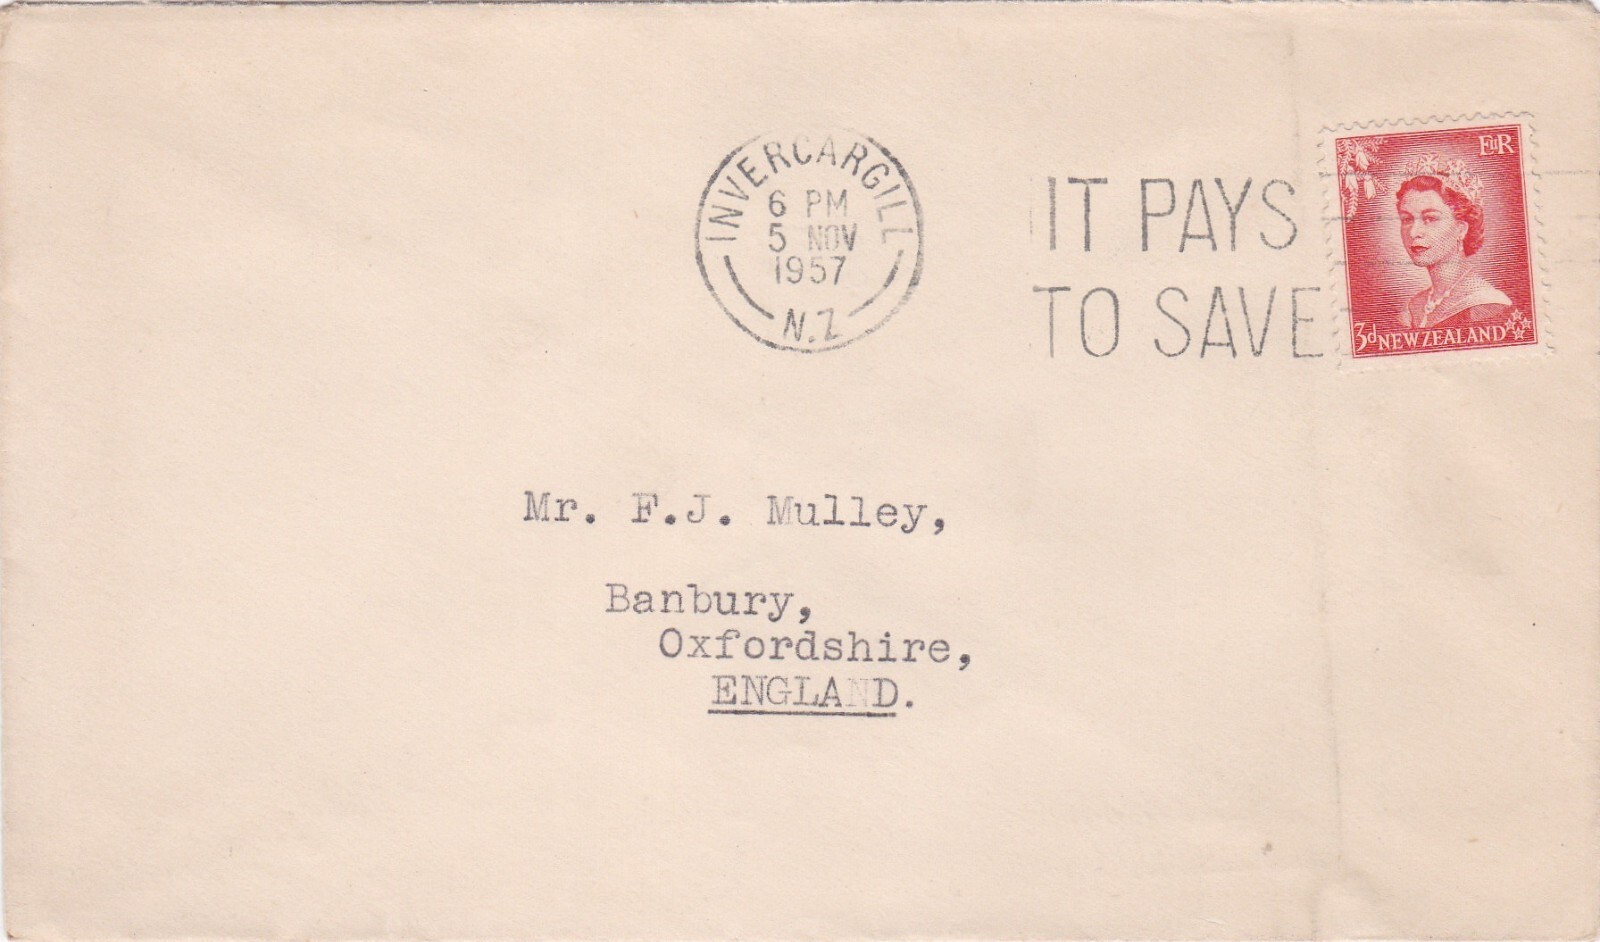 INVERCARGILL
6 PM
5 NOV
1957
N.Z
IT PAYS
TO SAVE
EIIR
3d NEW ZEALAND
Mr. F.J. Mulley,
Banbury,
Oxfordshire,
ENGLAND.